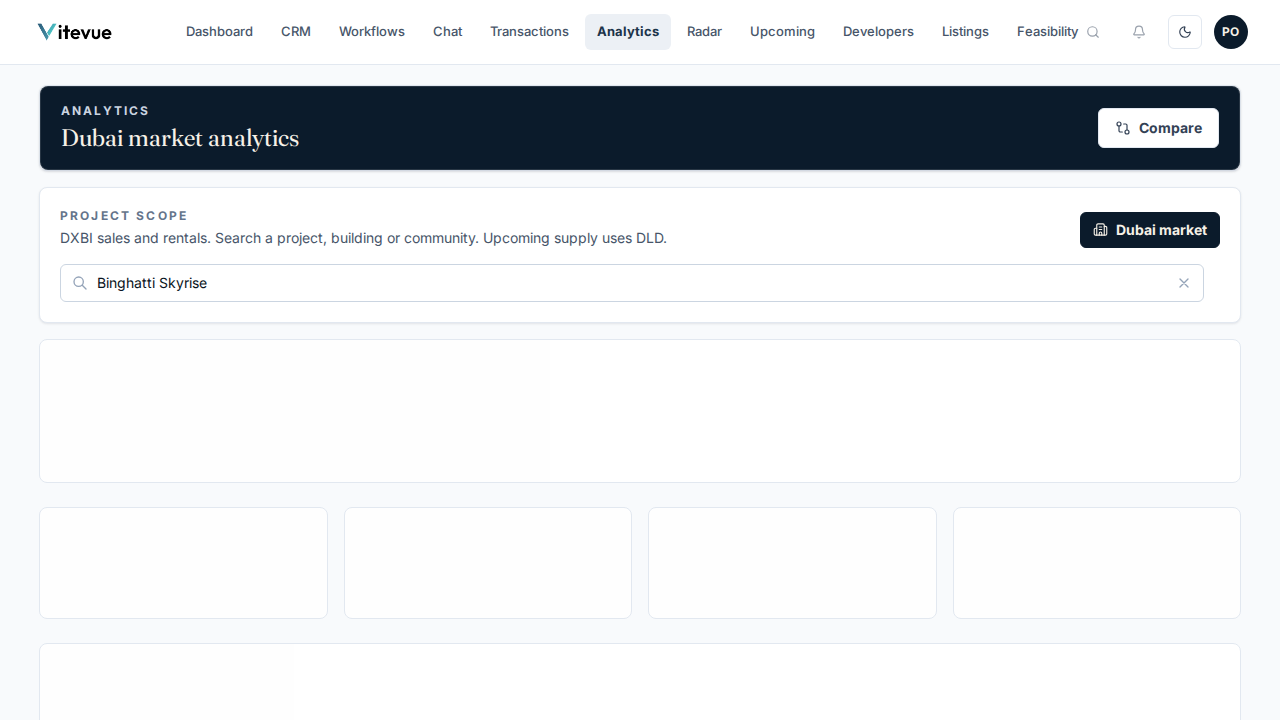 Vitevue
Dashboard CRM Workflows Chat Transactions Analytics Radar Upcoming Developers Listings Feasibility PO
ANALYTICS
Dubai market analytics
Compare
PROJECT SCOPE
DXBI sales and rentals. Search a project, building or community. Upcoming supply uses DLD.
Dubai market
Binghatti Skyrise